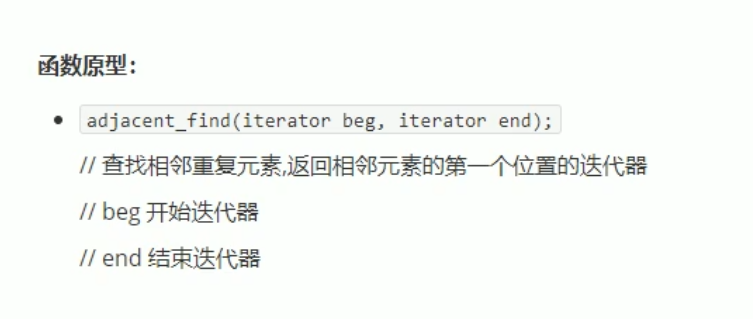 函数原型：
adjacent_find(iterator beg, iterator end);
// 查找相邻重复元素,返回相邻元素的第一个位置的迭代器
// beg 开始迭代器
// end 结束迭代器